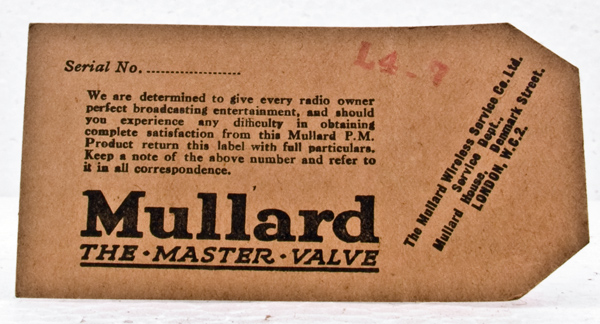 Serial No. ....................
L4-7
We are determined to give every radio owner
perfect broadcasting entertainment, and should
you experience any difficulty in obtaining
complete satisfaction from this Mullard P.M.
Product return this label with full particulars.
Keep a note of the above number and refer to
it in all correspondence.
Mullard
THE · MASTER · VALVE
The Mullard Wireless Service Co. Ltd.
Service Dept.,
Mullard House, Denmark Street.
LONDON, W.C.2.